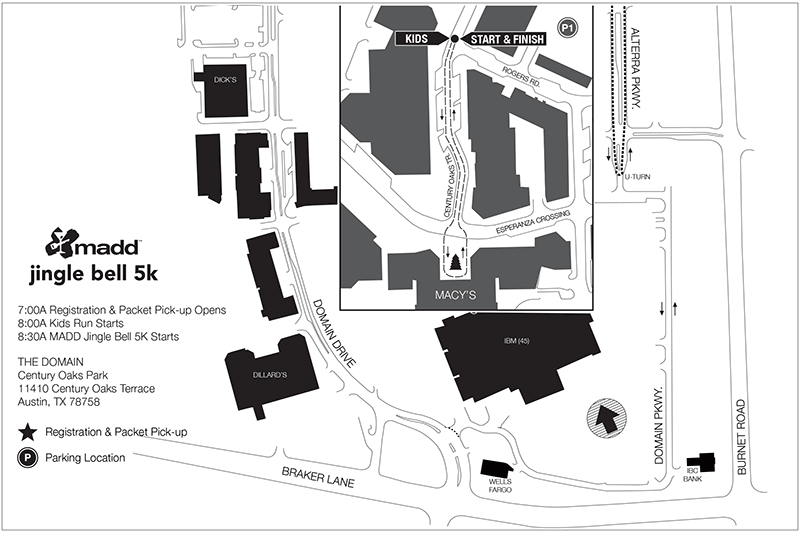 KIDS
START & FINISH
P1
ROGERS RD.
ALTERRA PKWY.
DICK'S
U-TURN
CENTURY OAKS TR.
ESPERANZA CROSSING
MACY'S
madd
jingle bell 5k
7:00A Registration & Packet Pick-up Opens
8:00A Kids Run Starts
8:30A MADD Jingle Bell 5K Starts
THE DOMAIN
Century Oaks Park
11410 Century Oaks Terrace
Austin, TX 78758
Registration & Packet Pick-up
P
Parking Location
DOMAIN DRIVE
IBM (45)
DILLARD'S
DOMAIN PKWY.
BURNET ROAD
BRAKER LANE
WELLS
FARGO
IBC
BANK